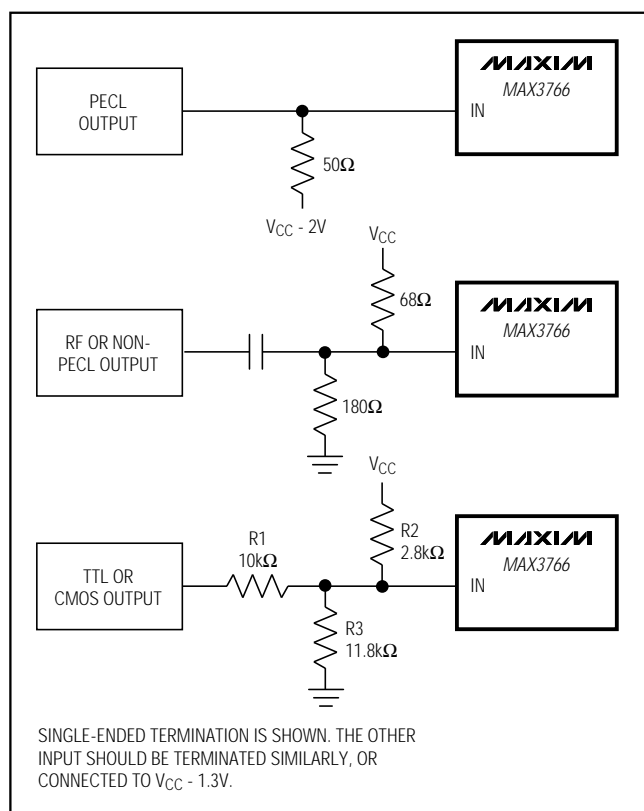 PECL
OUTPUT
MAXIM
MAX3766
IN
50Ω
VCC - 2V
VCC
68Ω
RF OR NON-
PECL OUTPUT
MAXIM
MAX3766
IN
180Ω
VCC
R1
10kΩ
R2
2.8kΩ
TTL OR
CMOS OUTPUT
MAXIM
MAX3766
IN
R3
11.8kΩ
SINGLE-ENDED TERMINATION IS SHOWN. THE OTHER
INPUT SHOULD BE TERMINATED SIMILARLY, OR
CONNECTED TO VCC - 1.3V.